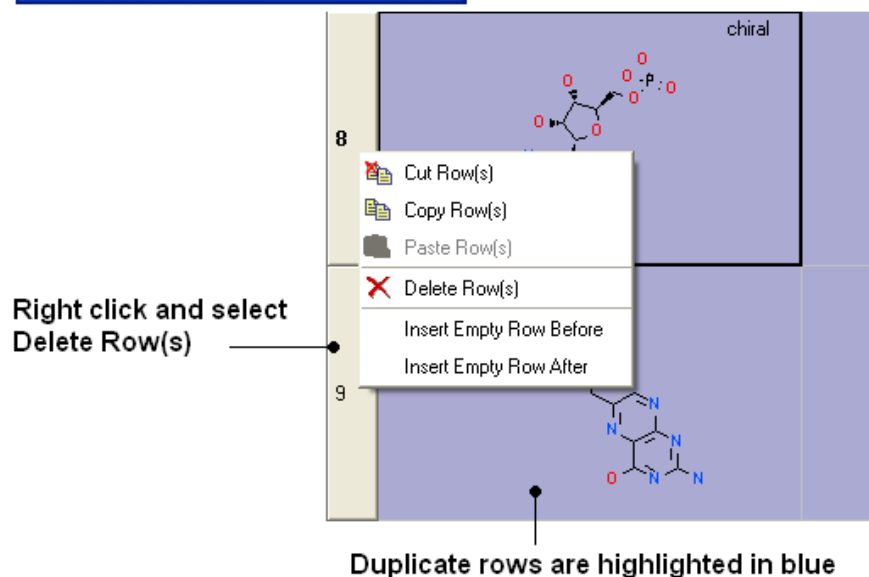 chiral
O
O O P O
O O
O O
8
Cut Row(s)
Copy Row(s)
Paste Row(s)
Delete Row(s)
Insert Empty Row Before
Insert Empty Row After
Right click and select
Delete Row(s)
9
N
N N
O N N
Duplicate rows are highlighted in blue